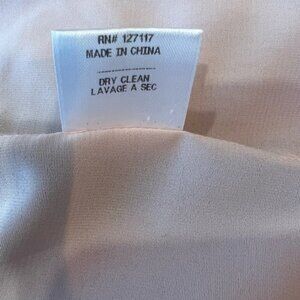 RN# 127117
MADE IN CHINA
DRY CLEAN
LAVAGE A SEC